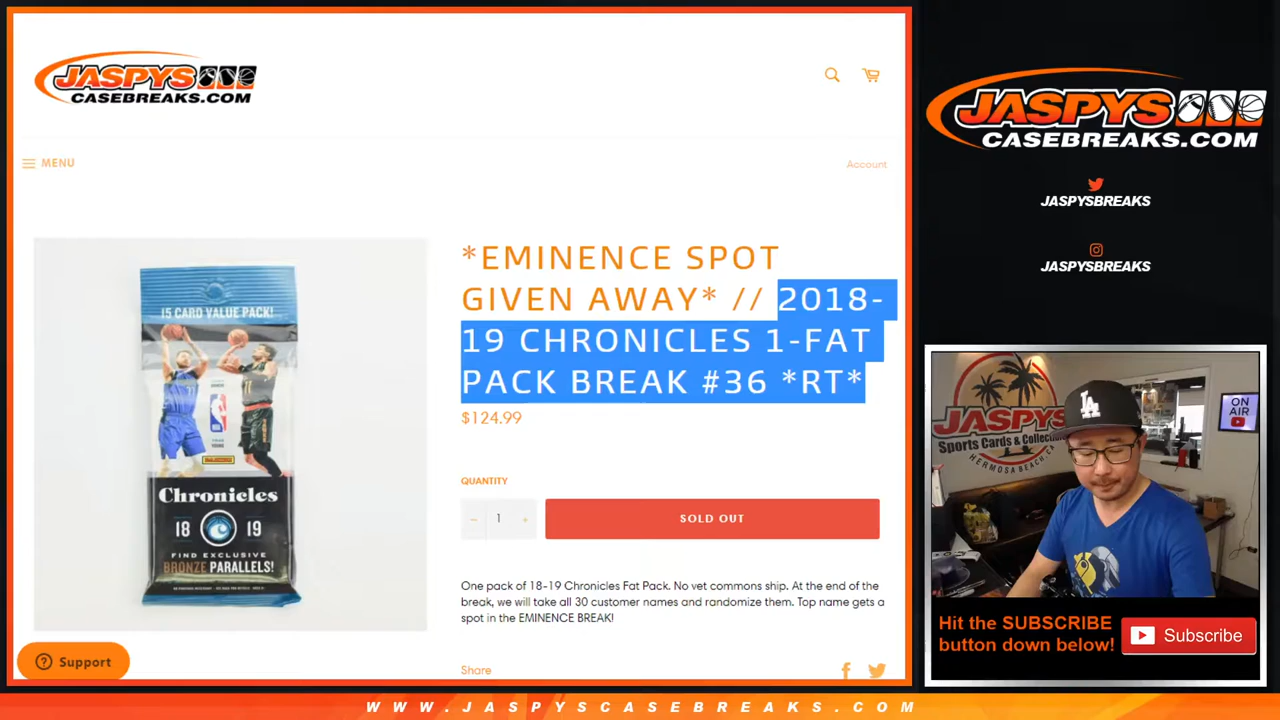 JASPYS
CASEBREAKS.COM
MENU
Account
15 CARD VALUE PACK!
Chronicles
18 19
FIND EXCLUSIVE
BRONZE PARALLELS!
*EMINENCE SPOT
GIVEN AWAY* // 2018-
19 CHRONICLES 1-FAT
PACK BREAK #36 *RT*
$124.99
QUANTITY
− 1 +
SOLD OUT
One pack of 18-19 Chronicles Fat Pack. No vet commons ship. At the end of the
break, we will take all 30 customer names and randomize them. Top name gets a
spot in the EMINENCE BREAK!
Share
Support
JASPYS
CASEBREAKS.COM
JASPYSBREAKS
JASPYSBREAKS
JASPYS
Sports Cards & Collectibles
HERMOSA BEACH, CA
LA
ON
AIR
Hit the SUBSCRIBE
button down below!
Subscribe
WWW.JASPYSCASEBREAKS.COM